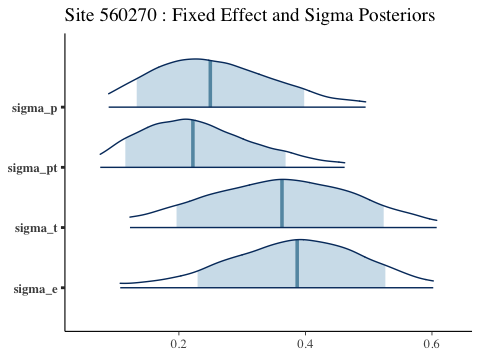 Site 560270 : Fixed Effect and Sigma Posteriors
sigma_p
sigma_pt
sigma_t
sigma_e
0.2 0.4 0.6